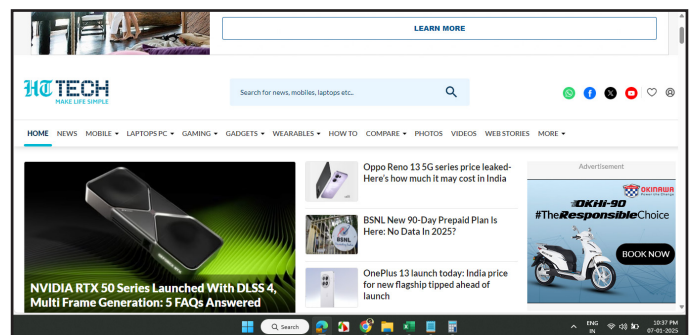 LEARN MORE
HT TECH
MAKE LIFE SIMPLE
Search for news, mobiles, laptops etc..
HOME NEWS MOBILE LAPTOPS PC GAMING GADGETS WEARABLES HOW TO COMPARE PHOTOS VIDEOS WEB STORIES MORE
NVIDIA RTX 50 Series Launched With DLSS 4,
Multi Frame Generation: 5 FAQs Answered
Oppo Reno 13 5G series price leaked-
Here's how much it may cost in India
BSNL
BSNL New 90-Day Prepaid Plan Is
Here: No Data In 2025?
OnePlus 13 launch today: India price
for new flagship tipped ahead of
launch
Advertisement
OKINAWA
OKHI-90
#TheResponsibleChoice
BOOK NOW
Search
ENG
IN
10:37 PM
07-01-2025